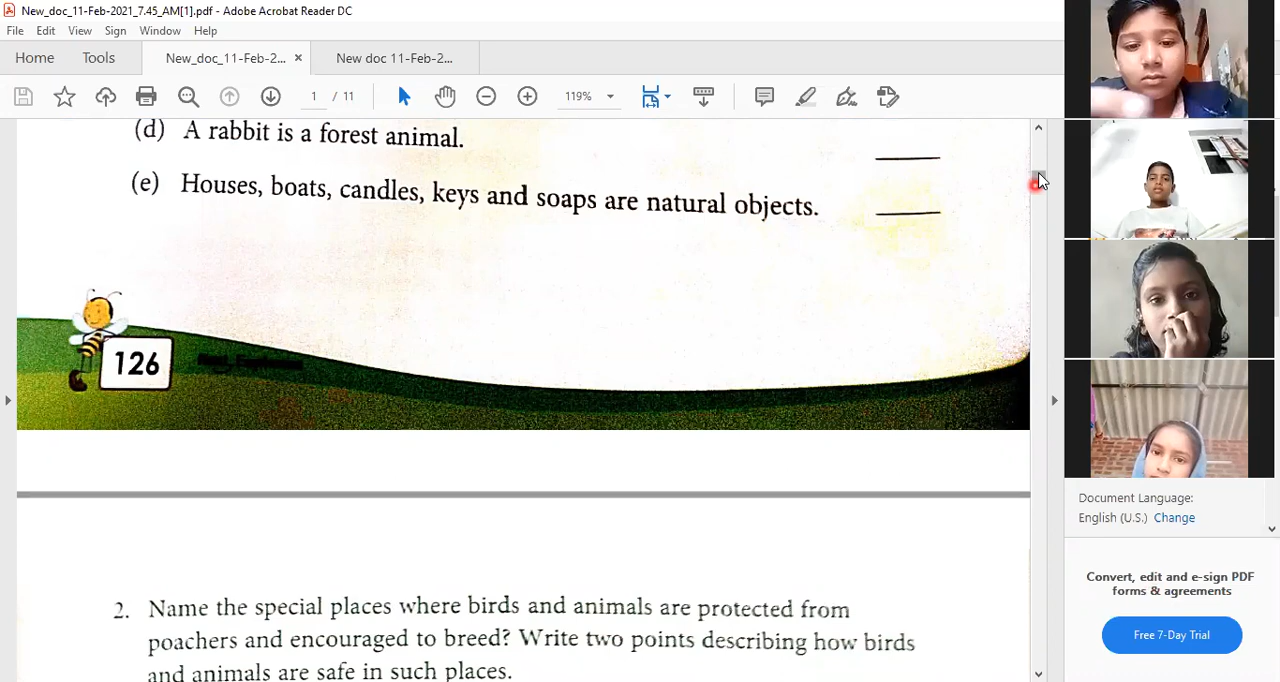 New_doc_11-Feb-2021_7.45_AM[1].pdf - Adobe Acrobat Reader DC
File Edit View Sign Window Help
Home Tools New_doc_11-Feb-2... × New doc 11-Feb-2...
1 / 11 119%
(d) A rabbit is a forest animal.
(e) Houses, boats, candles, keys and soaps are natural objects.
126
2. Name the special places where birds and animals are protected from
poachers and encouraged to breed? Write two points describing how birds
and animals are safe in such places.
Document Language:
English (U.S.) Change
Convert, edit and e-sign PDF
forms & agreements
Free 7-Day Trial